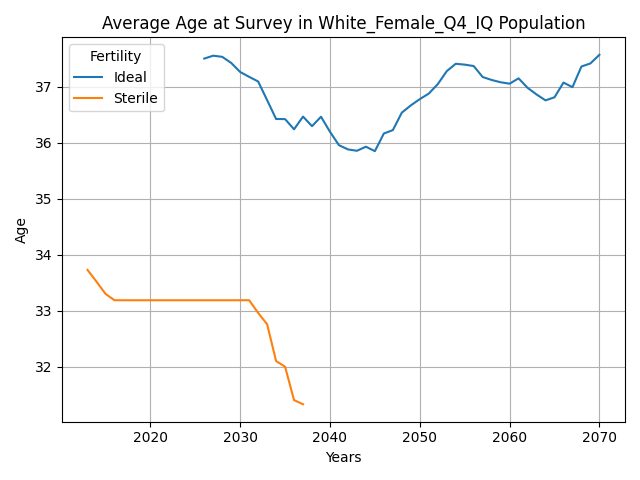 Average Age at Survey in White_Female_Q4_IQ Population
Fertility
Ideal
Sterile
37
36
35
34
33
32
Age
2020 2030 2040 2050 2060 2070
Years